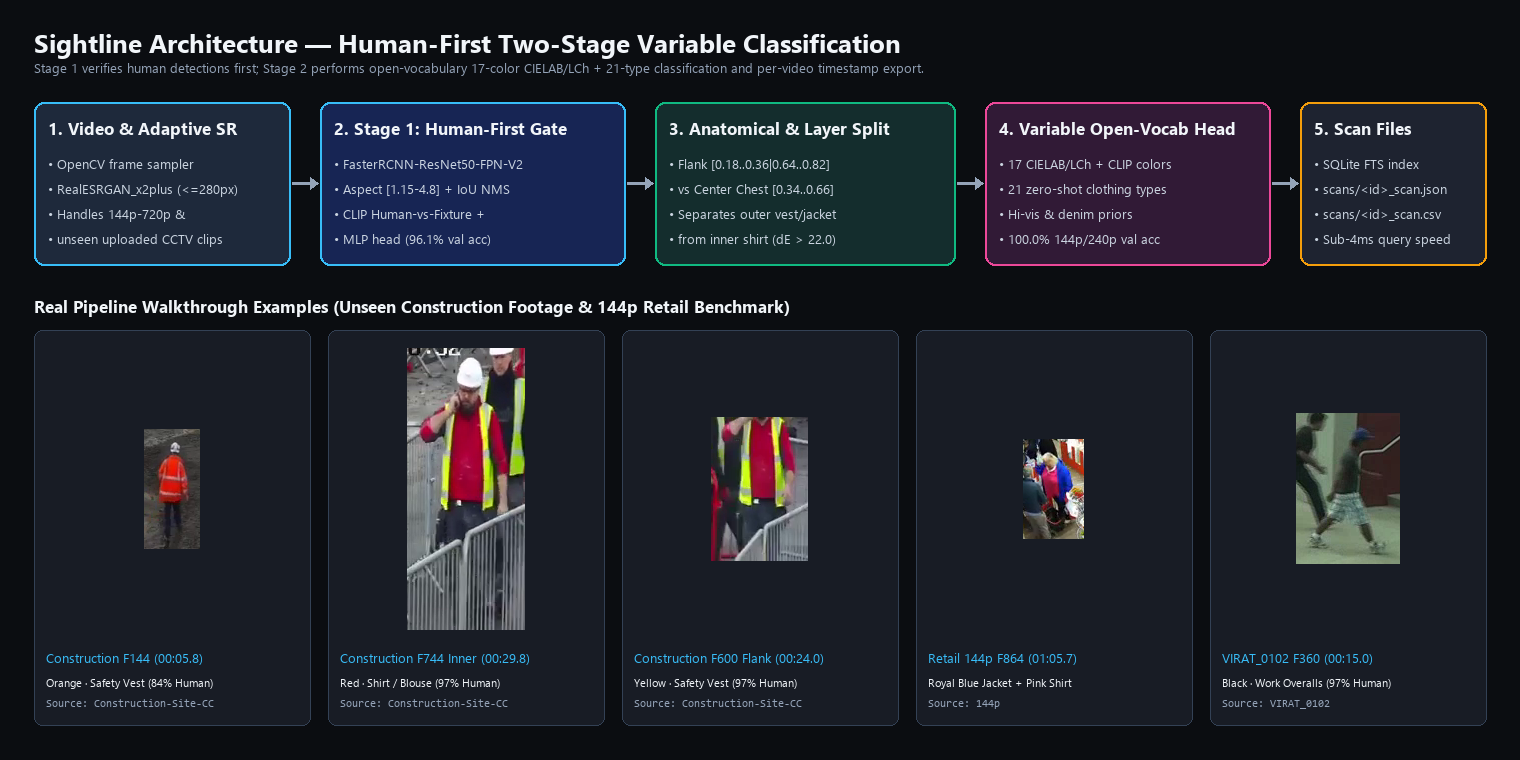 Sightline Architecture — Human-First Two-Stage Variable Classification
Stage 1 verifies human detections first; Stage 2 performs open-vocabulary 17-color CIELAB/LCh + 21-type classification and per-video timestamp export.
1. Video & Adaptive SR
• OpenCV frame sampler
• RealESRGAN_x2plus (<=280px)
• Handles 144p-720p &
• unseen uploaded CCTV clips
2. Stage 1: Human-First Gate
• FasterRCNN-ResNet50-FPN-V2
• Aspect [1.15-4.8] + IoU NMS
• CLIP Human-vs-Fixture +
• MLP head (96.1% val acc)
3. Anatomical & Layer Split
• Flank [0.18..0.36|0.64..0.82]
• vs Center Chest [0.34..0.66]
• Separates outer vest/jacket
• from inner shirt (dE > 22.0)
4. Variable Open-Vocab Head
• 17 CIELAB/LCh + CLIP colors
• 21 zero-shot clothing types
• Hi-vis & denim priors
• 100.0% 144p/240p val acc
5. Scan Files
• SQLite FTS index
• scans/<id>_scan.json
• scans/<id>_scan.csv
• Sub-4ms query speed
Real Pipeline Walkthrough Examples (Unseen Construction Footage & 144p Retail Benchmark)
Construction F144 (00:05.8)
Orange · Safety Vest (84% Human)
Source: Construction-Site-CC
Construction F744 Inner (00:29.8)
Red · Shirt / Blouse (97% Human)
Source: Construction-Site-CC
Construction F600 Flank (00:24.0)
Yellow · Safety Vest (97% Human)
Source: Construction-Site-CC
Retail 144p F864 (01:05.7)
Royal Blue Jacket + Pink Shirt
Source: 144p
VIRAT_0102 F360 (00:15.0)
Black · Work Overalls (97% Human)
Source: VIRAT_0102